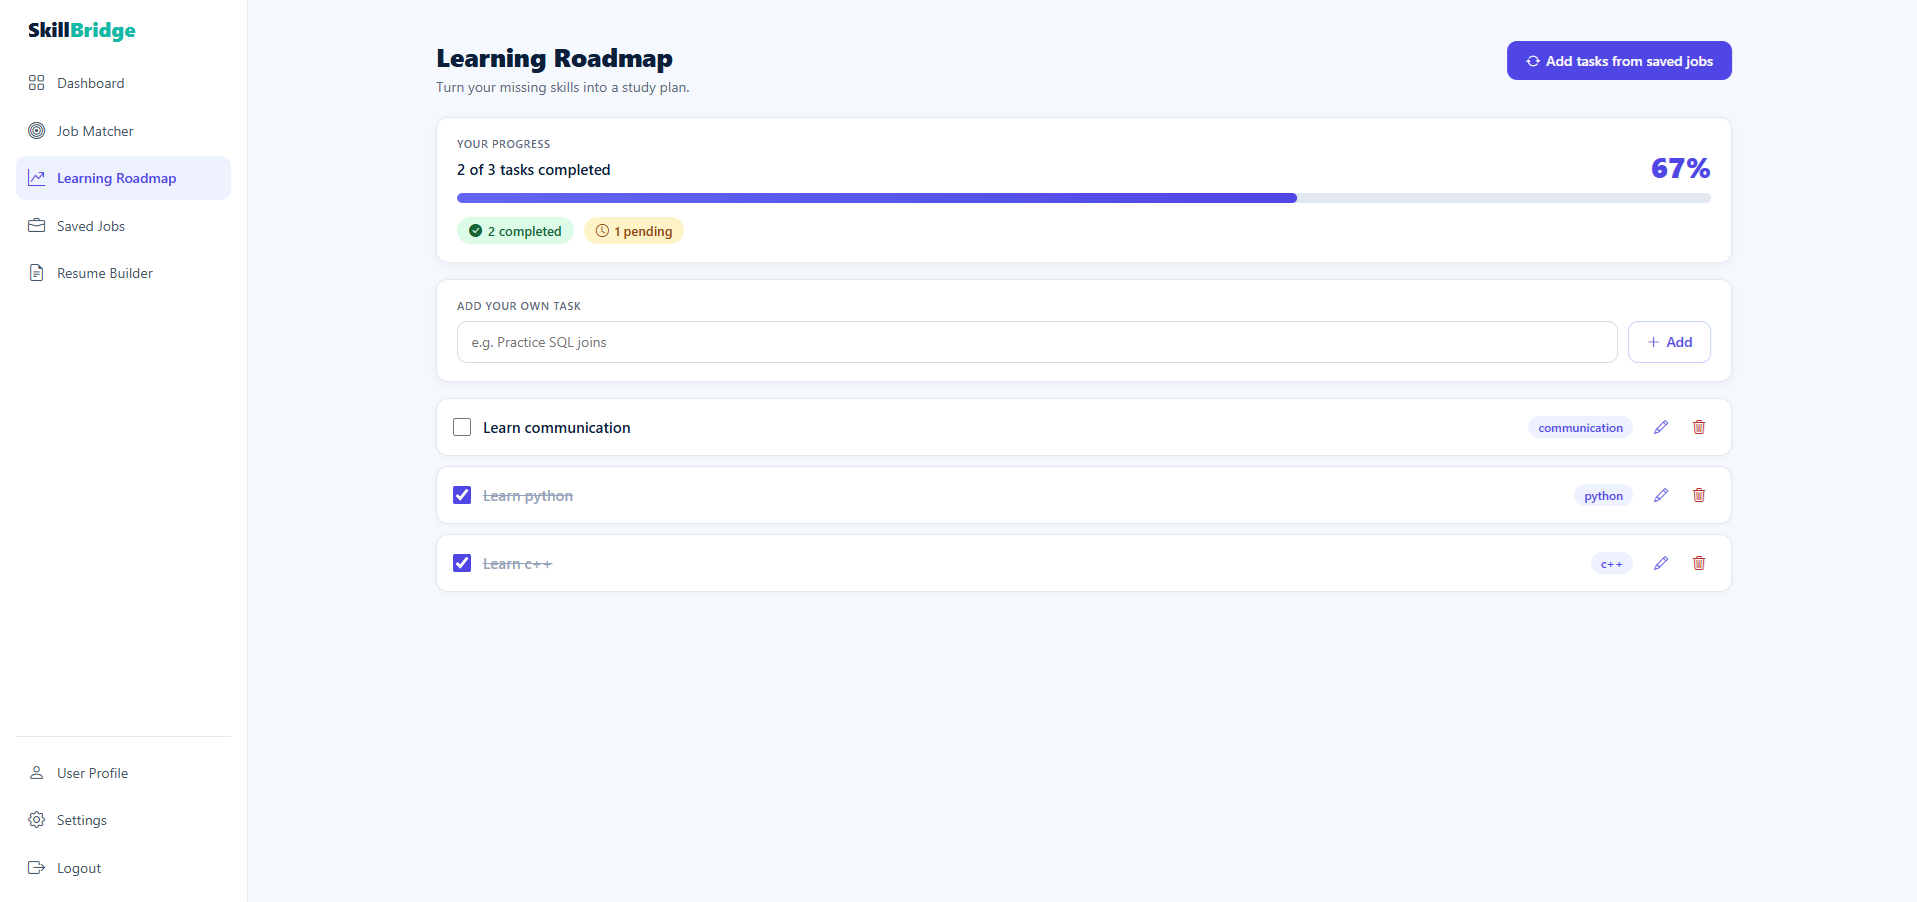 SkillBridge
Dashboard
Job Matcher
Learning Roadmap
Saved Jobs
Resume Builder
User Profile
Settings
Logout
Learning Roadmap
Turn your missing skills into a study plan.
Add tasks from saved jobs
YOUR PROGRESS
2 of 3 tasks completed
67%
2 completed
1 pending
ADD YOUR OWN TASK
e.g. Practice SQL joins
Add
Learn communication
communication
Learn python
python
Learn c++
c++